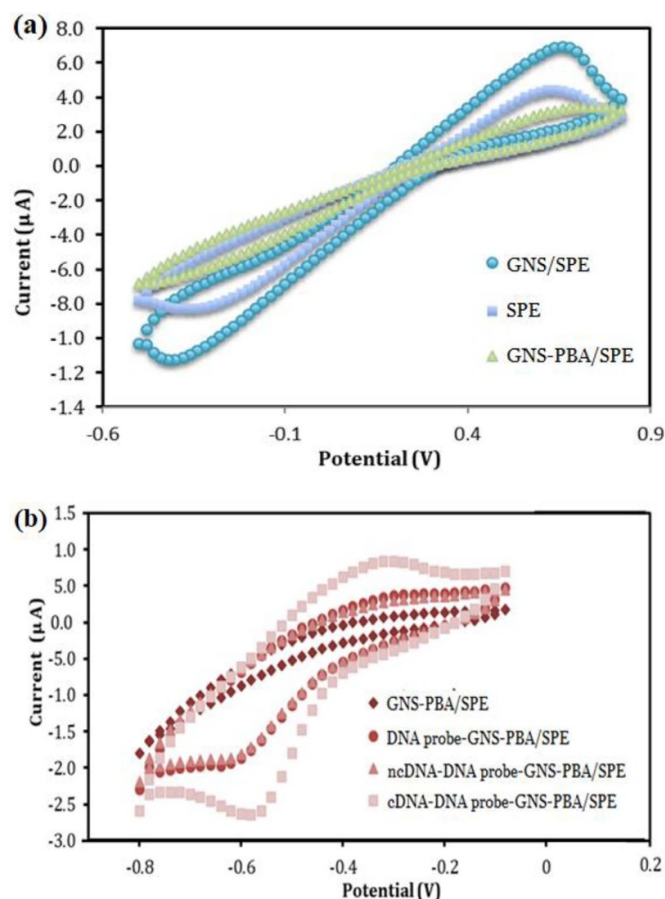 (a)
8.0
6.0
4.0
2.0
0.0
-2.0
-4.0
-6.0
-8.0
-1.0
-1.2
-1.4
Current (µA)
GNS/SPE
SPE
GNS-PBA/SPE
-0.6
-0.1
0.4
0.9
Potential (V)
(b)
1.5
1.0
5.0
0.0
-5.0
-1.0
-1.5
-2.0
-2.5
-3.0
Current (µA)
GNS-PBA/SPE
DNA probe-GNS-PBA/SPE
ncDNA-DNA probe-GNS-PBA/SPE
cDNA-DNA probe-GNS-PBA/SPE
-0.8
-0.6
-0.4
-0.2
0
0.2
Potential (V)